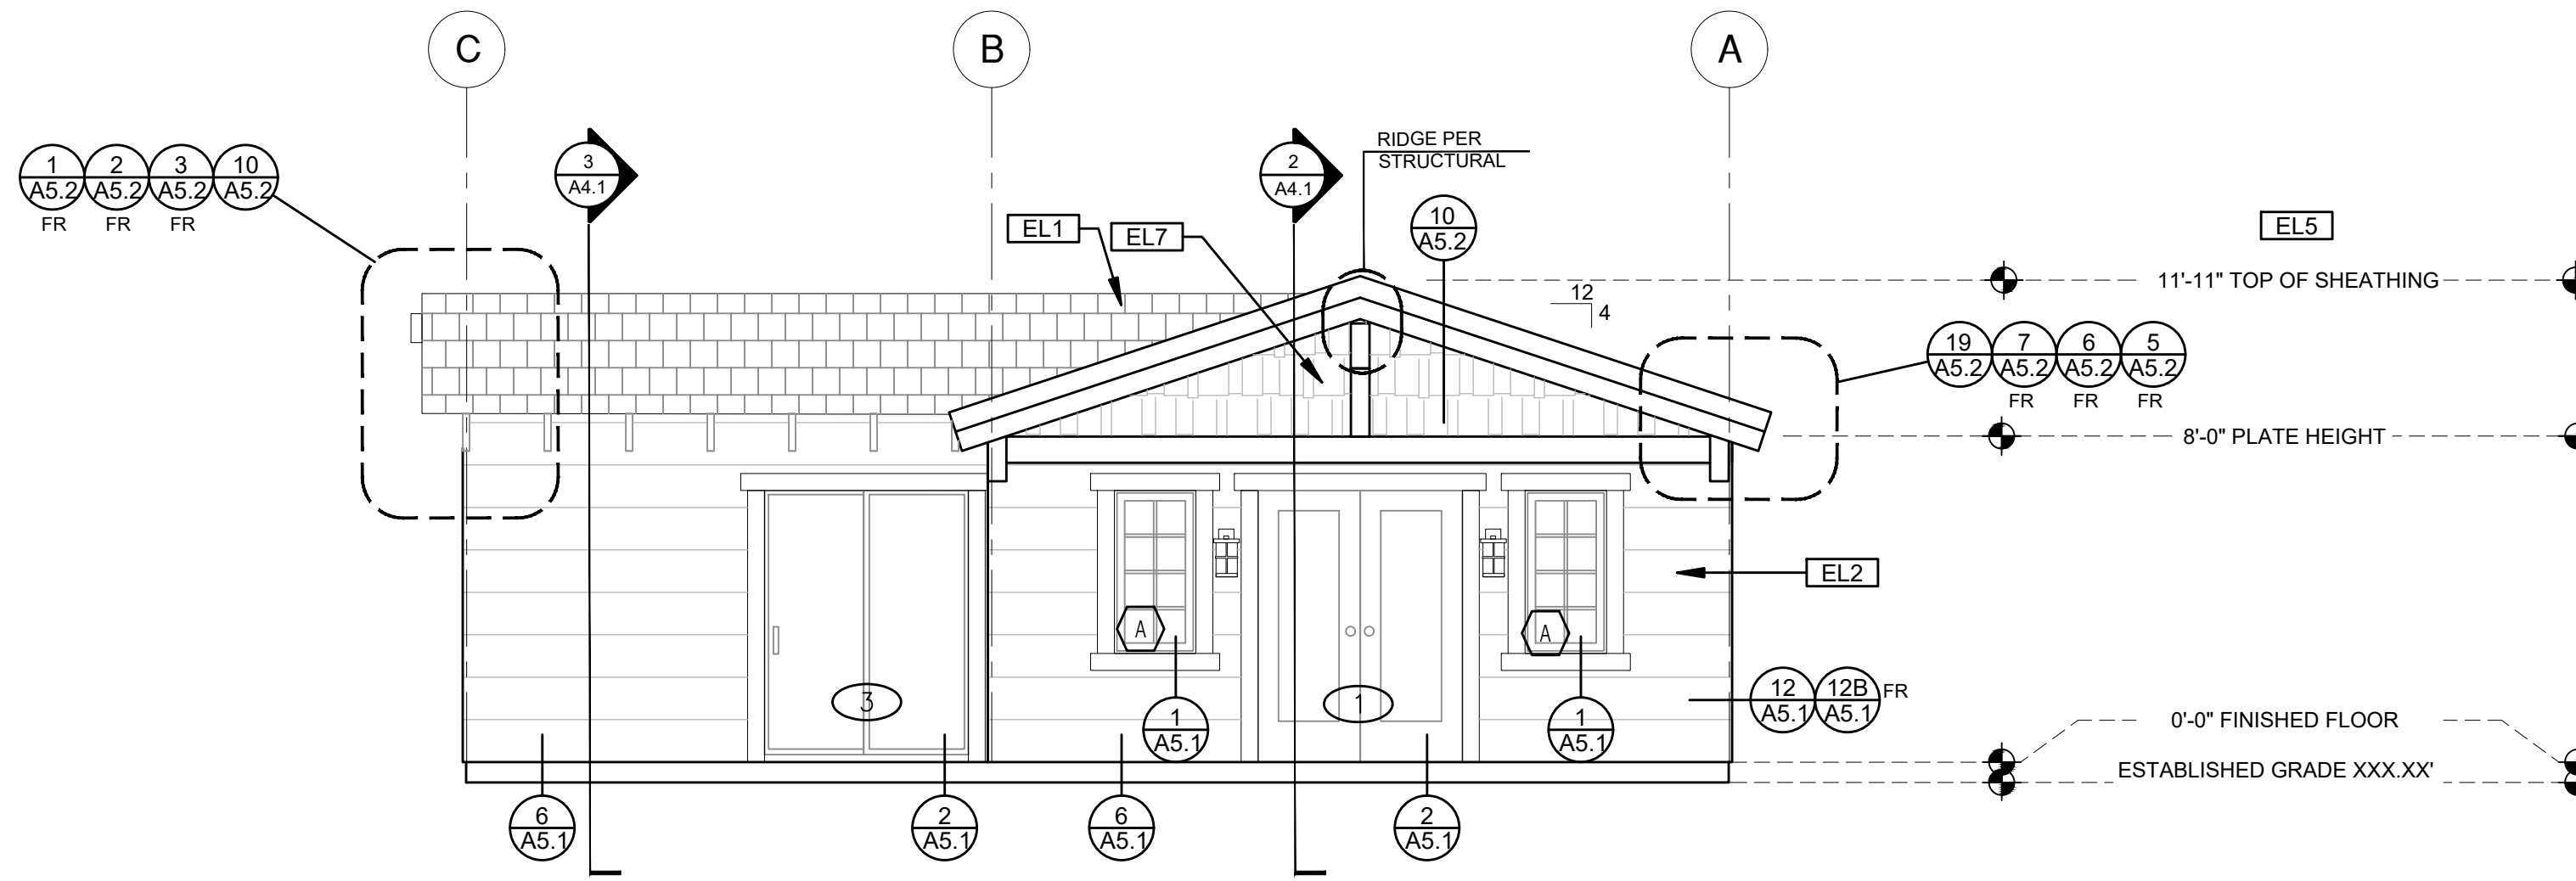 C
B
A
1
A5.2
FR
2
A5.2
FR
3
A5.2
FR
10
A5.2
3
A4.1
2
A4.1
RIDGE PER
STRUCTURAL
EL1
EL7
10
A5.2
EL5
11'-11" TOP OF SHEATHING
12
4
19
A5.2
7
A5.2
FR
6
A5.2
FR
5
A5.2
FR
8'-0" PLATE HEIGHT
EL2
A
A
3
1
1
A5.1
1
A5.1
12
A5.1
12B
A5.1
FR
0'-0" FINISHED FLOOR
ESTABLISHED GRADE XXX.XX'
6
A5.1
2
A5.1
6
A5.1
2
A5.1